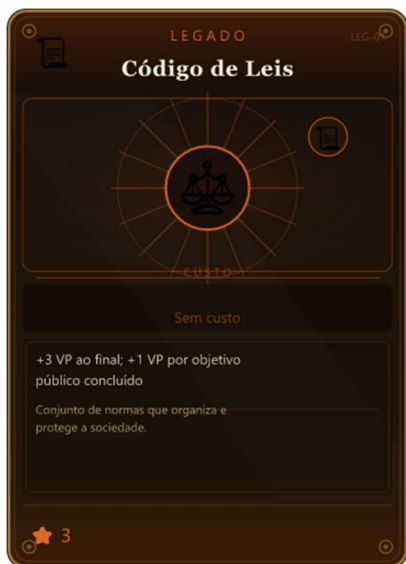 LEGADO
Código de Leis
CUSTO
Sem custo
+3 VP ao final; +1 VP por objetivo
público concluído
Conjunto de normas que organiza e
protege a sociedade.
3